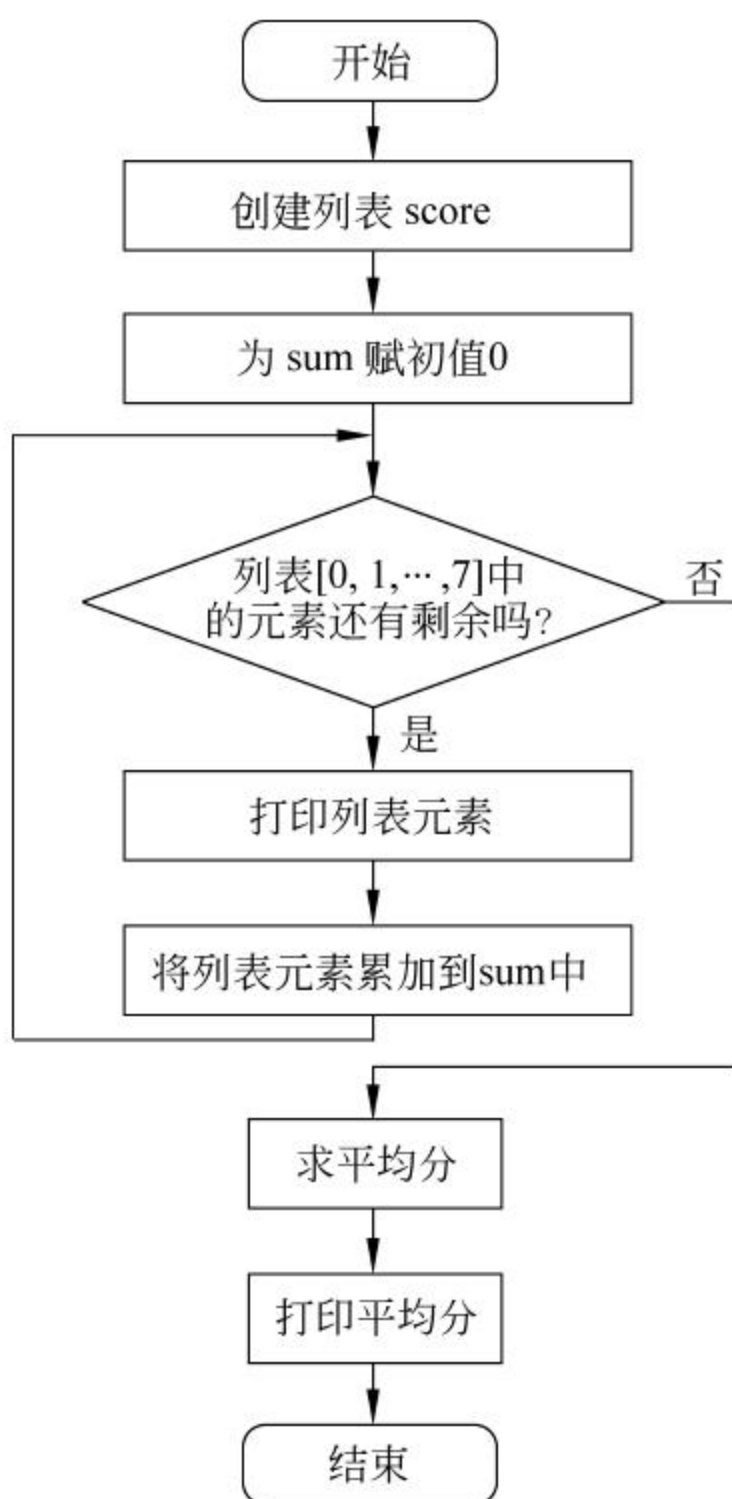 开始
创建列表 score
为 sum 赋初值0
列表[0, 1,…,7]中
的元素还有剩余吗?
否
是
打印列表元素
将列表元素累加到sum中
求平均分
打印平均分
结束